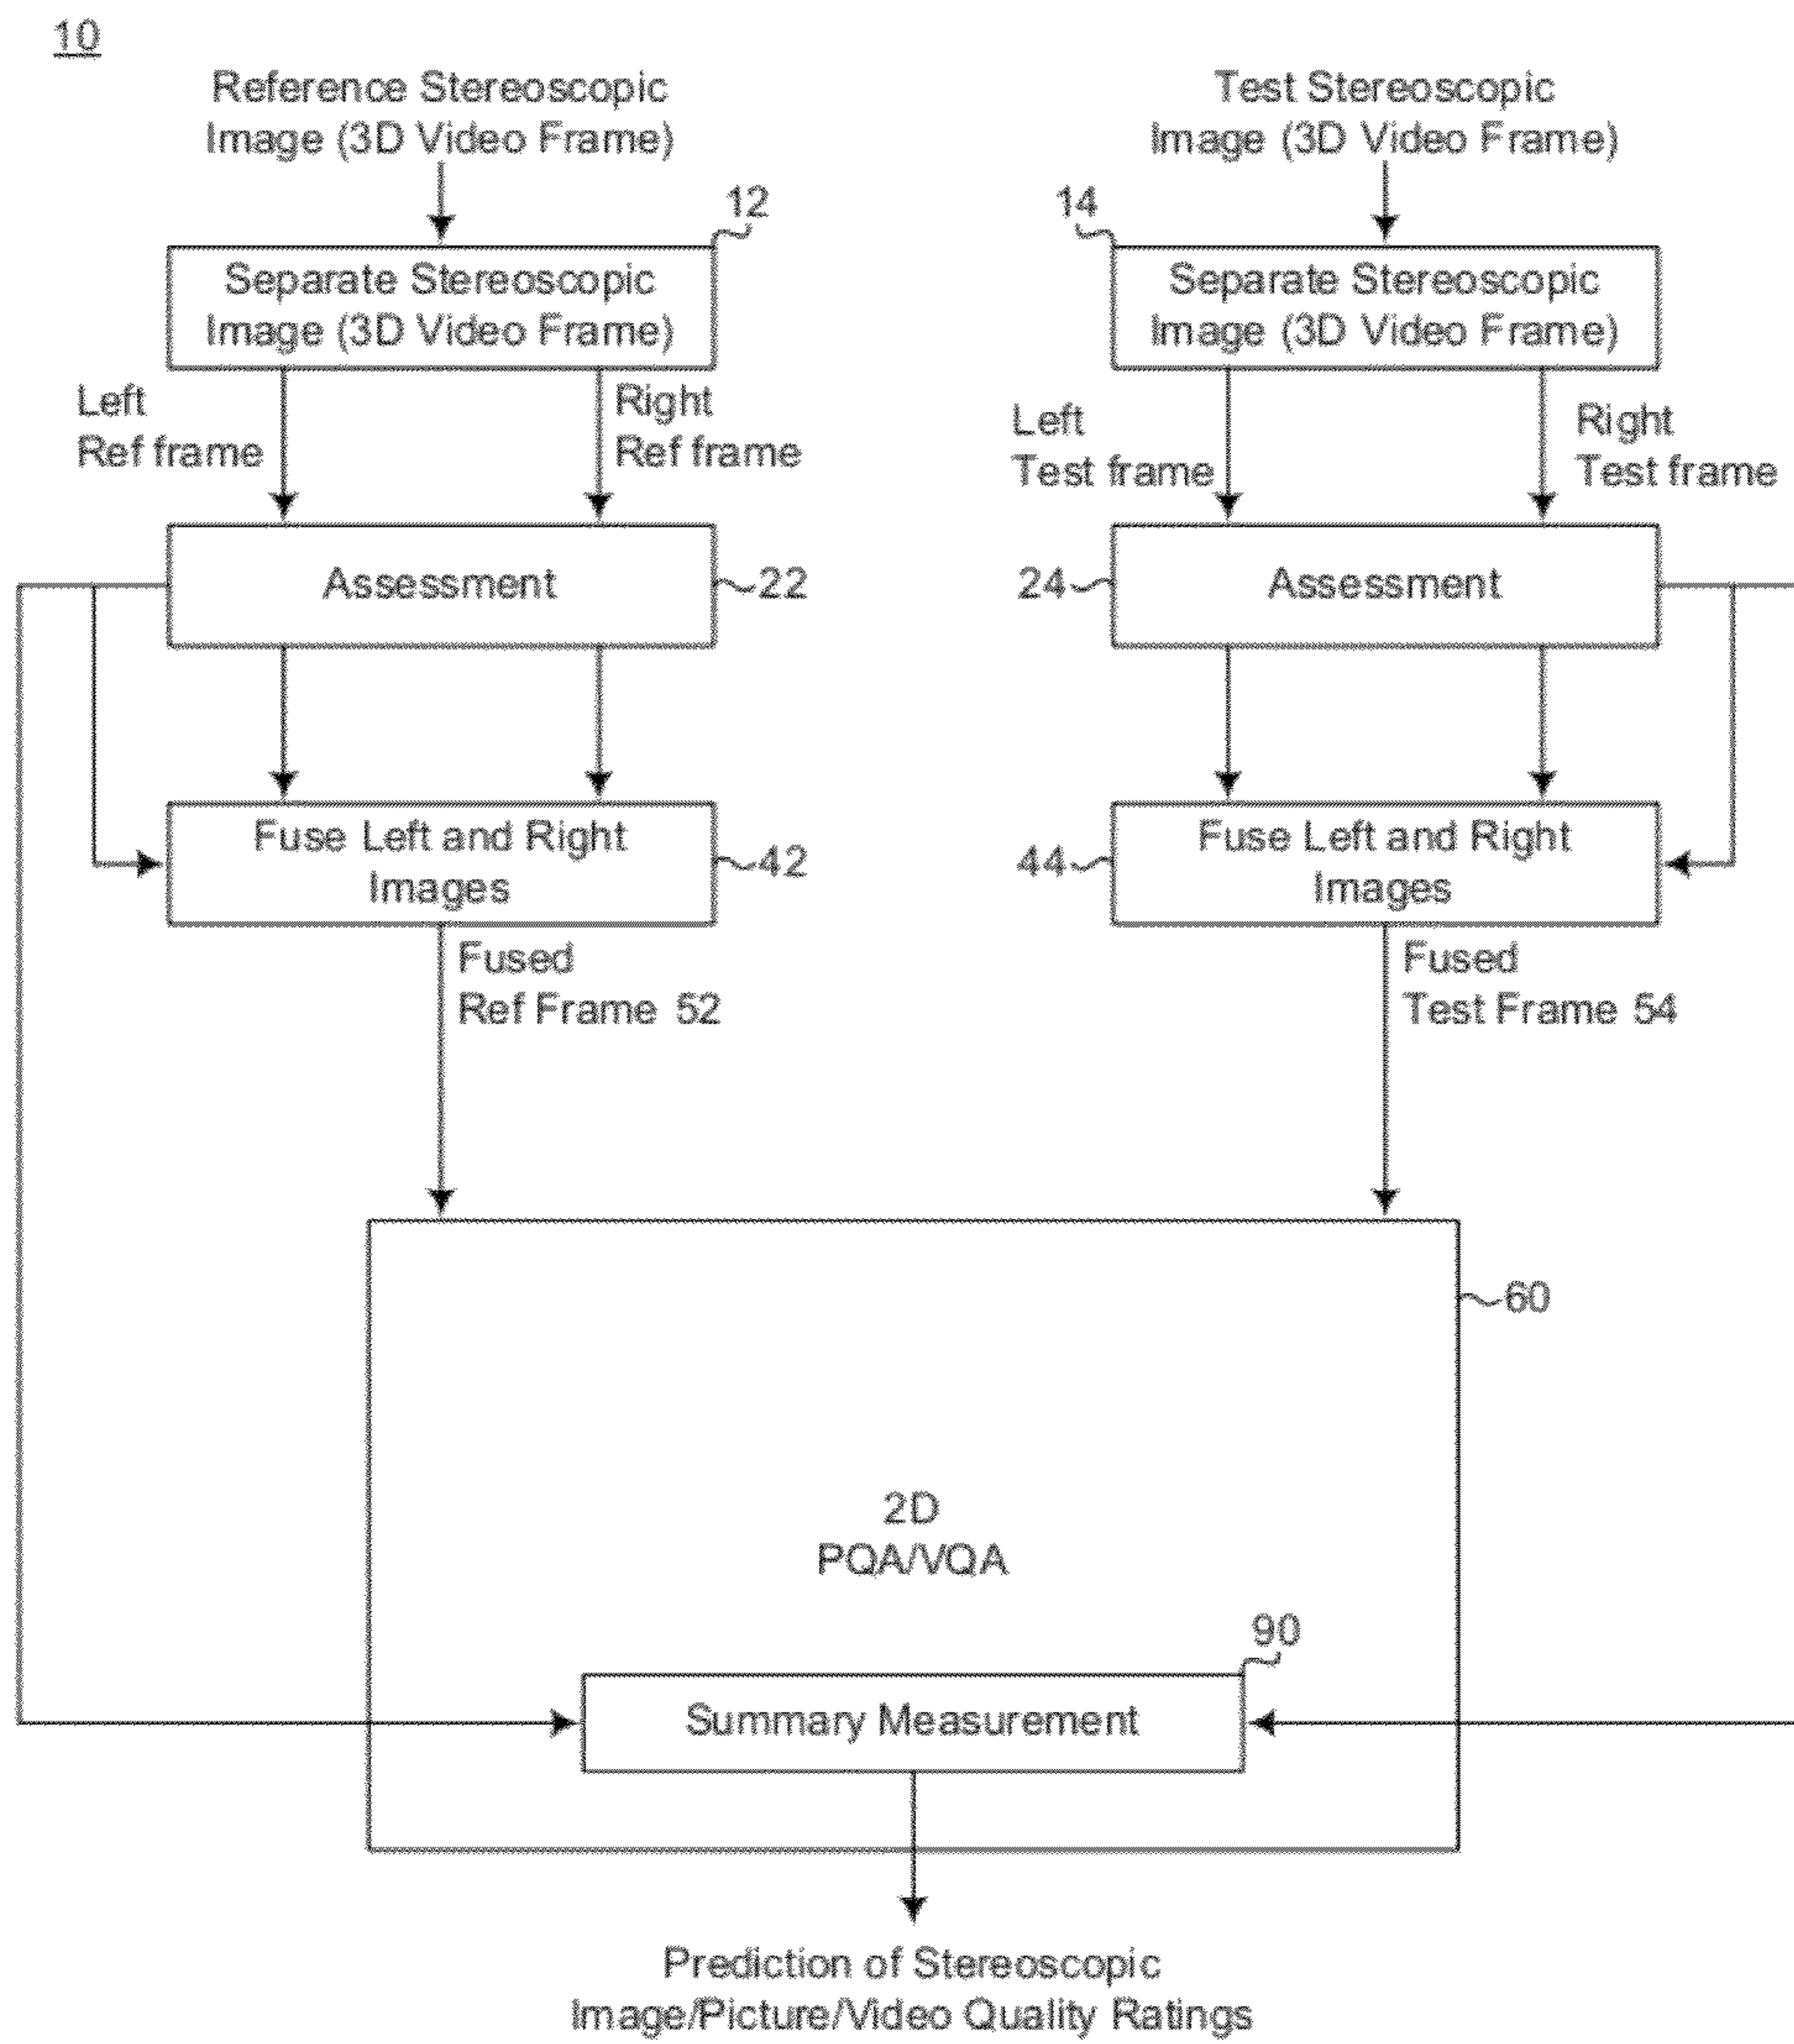 10
Reference Stereoscopic
Image (3D Video Frame)
Test Stereoscopic
Image (3D Video Frame)
12
14
Separate Stereoscopic
Image (3D Video Frame)
Separate Stereoscopic
Image (3D Video Frame)
Left
Ref frame
Right
Ref frame
Left
Test frame
Right
Test frame
Assessment
22
24
Assessment
Fuse Left and Right
Images
42
44
Fuse Left and Right
Images
Fused
Ref Frame 52
Fused
Test Frame 54
60
2D
PQA/VQA
90
Summary Measurement
Prediction of Stereoscopic
Image/Picture/Video Quality Ratings